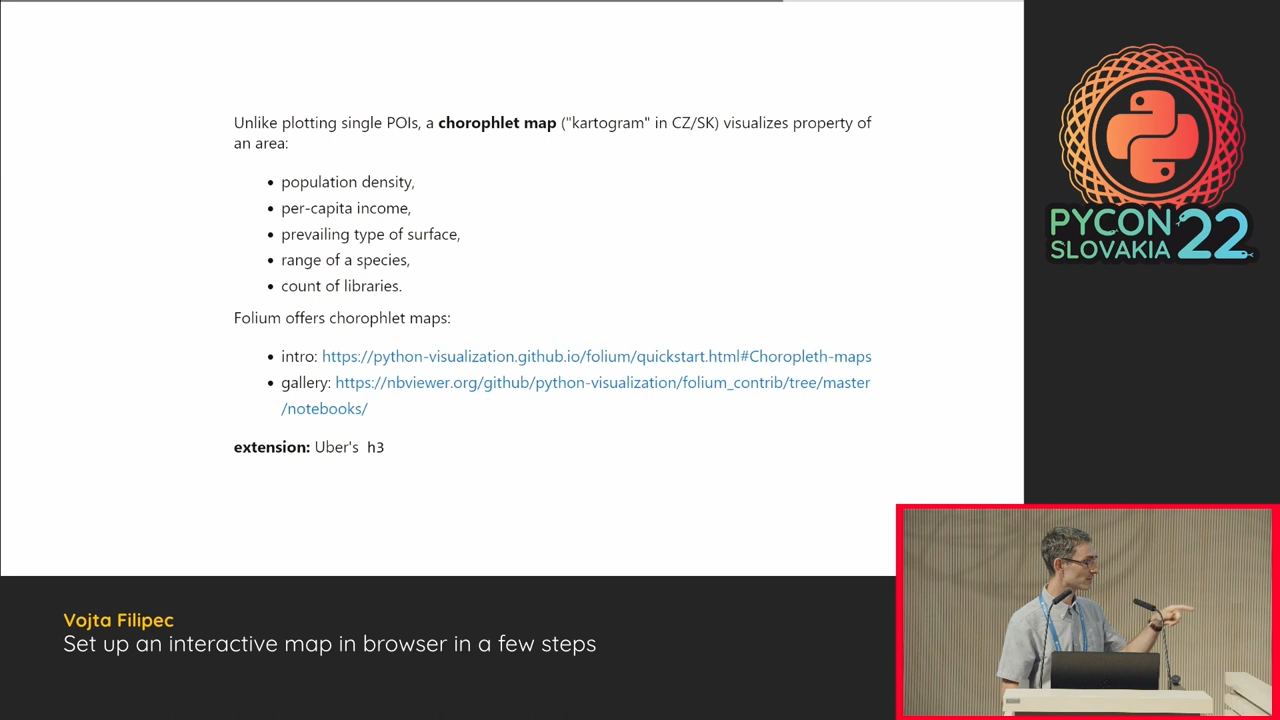 Unlike plotting single POIs, a chorophlet map ("kartogram" in CZ/SK) visualizes property of
an area:
• population density,
• per-capita income,
• prevailing type of surface,
• range of a species,
• count of libraries.
Folium offers chorophlet maps:
• intro: https://python-visualization.github.io/folium/quickstart.html#Choropleth-maps
• gallery: https://nbviewer.org/github/python-visualization/folium_contrib/tree/master
/notebooks/
extension: Uber's h3
PYCON
SLOVAKIA
22
Vojta Filipec
Set up an interactive map in browser in a few steps